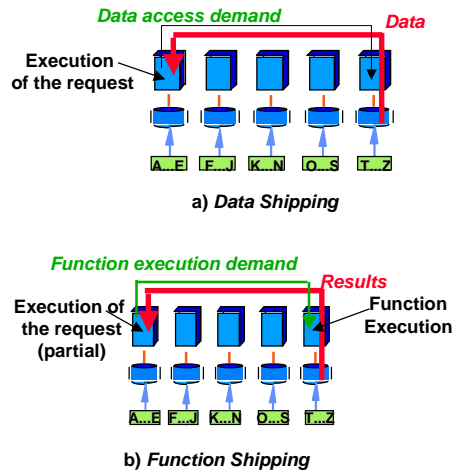 Data access demand
Data
Execution
of the request
A...E F...J K...N O...S T...Z
a) Data Shipping
Function execution demand
Results
Execution of
the request
(partial)
Function
Execution
A...E F...J K...N O...S T...Z
b) Function Shipping